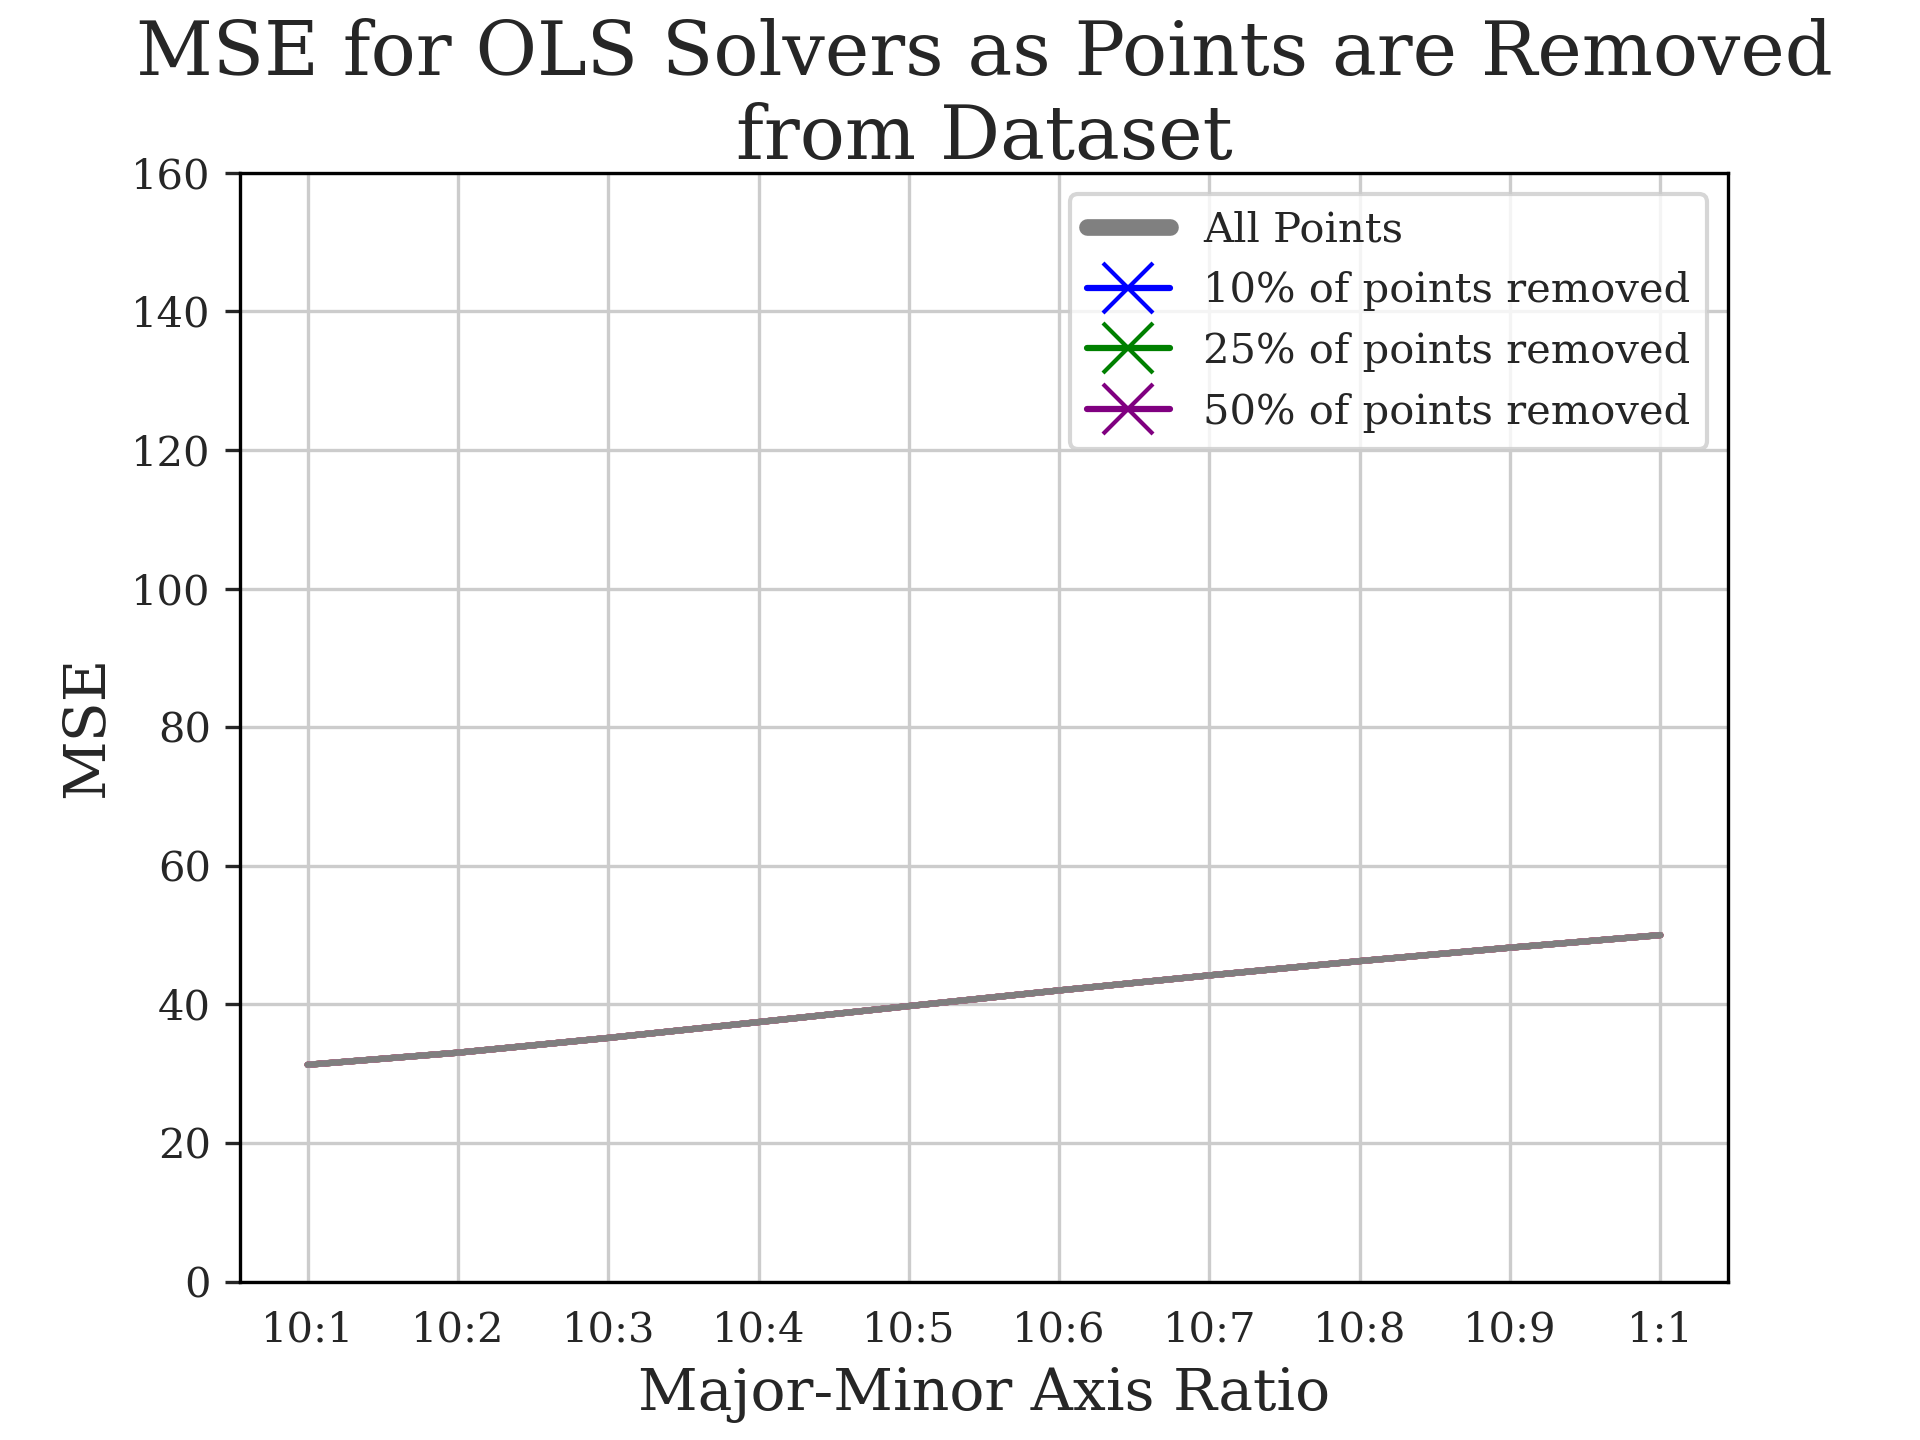 MSE for OLS Solvers as Points are Removed
from Dataset
160
140
120
100
80
60
40
20
0
MSE
All Points
10% of points removed
25% of points removed
50% of points removed
10:1 10:2 10:3 10:4 10:5 10:6 10:7 10:8 10:9 1:1
Major-Minor Axis Ratio